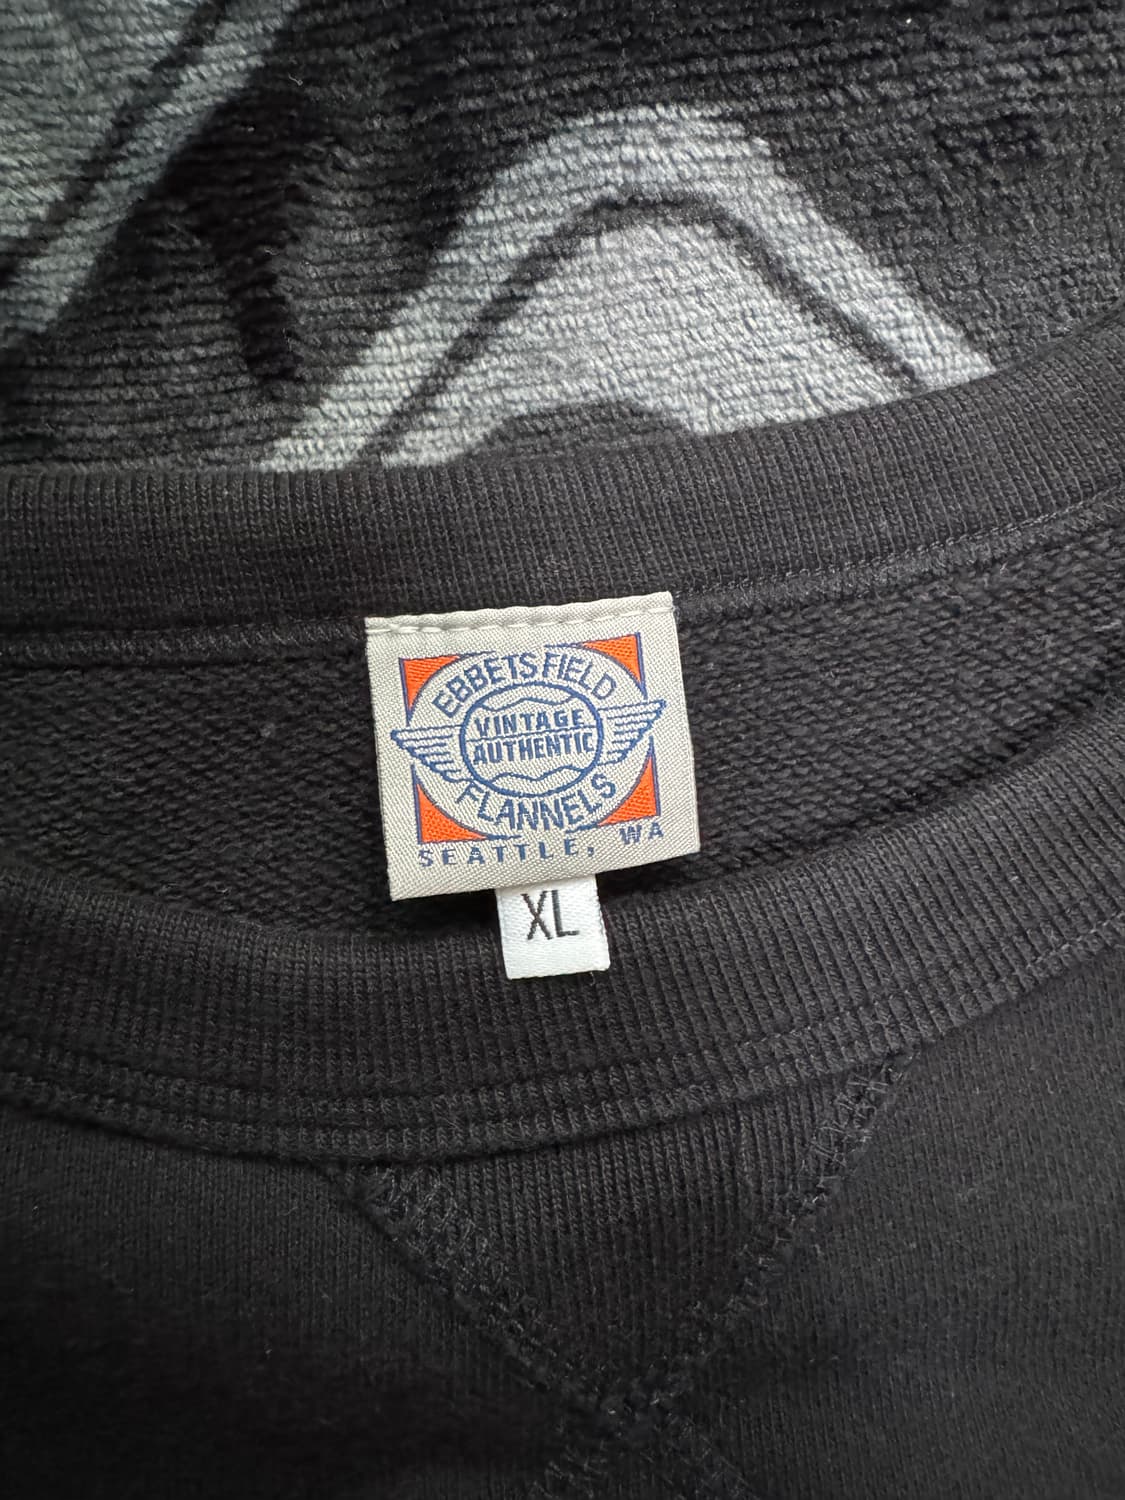 EBBETS FIELD
VINTAGE
AUTHENTIC
FLANNELS
SEATTLE, WA
XL